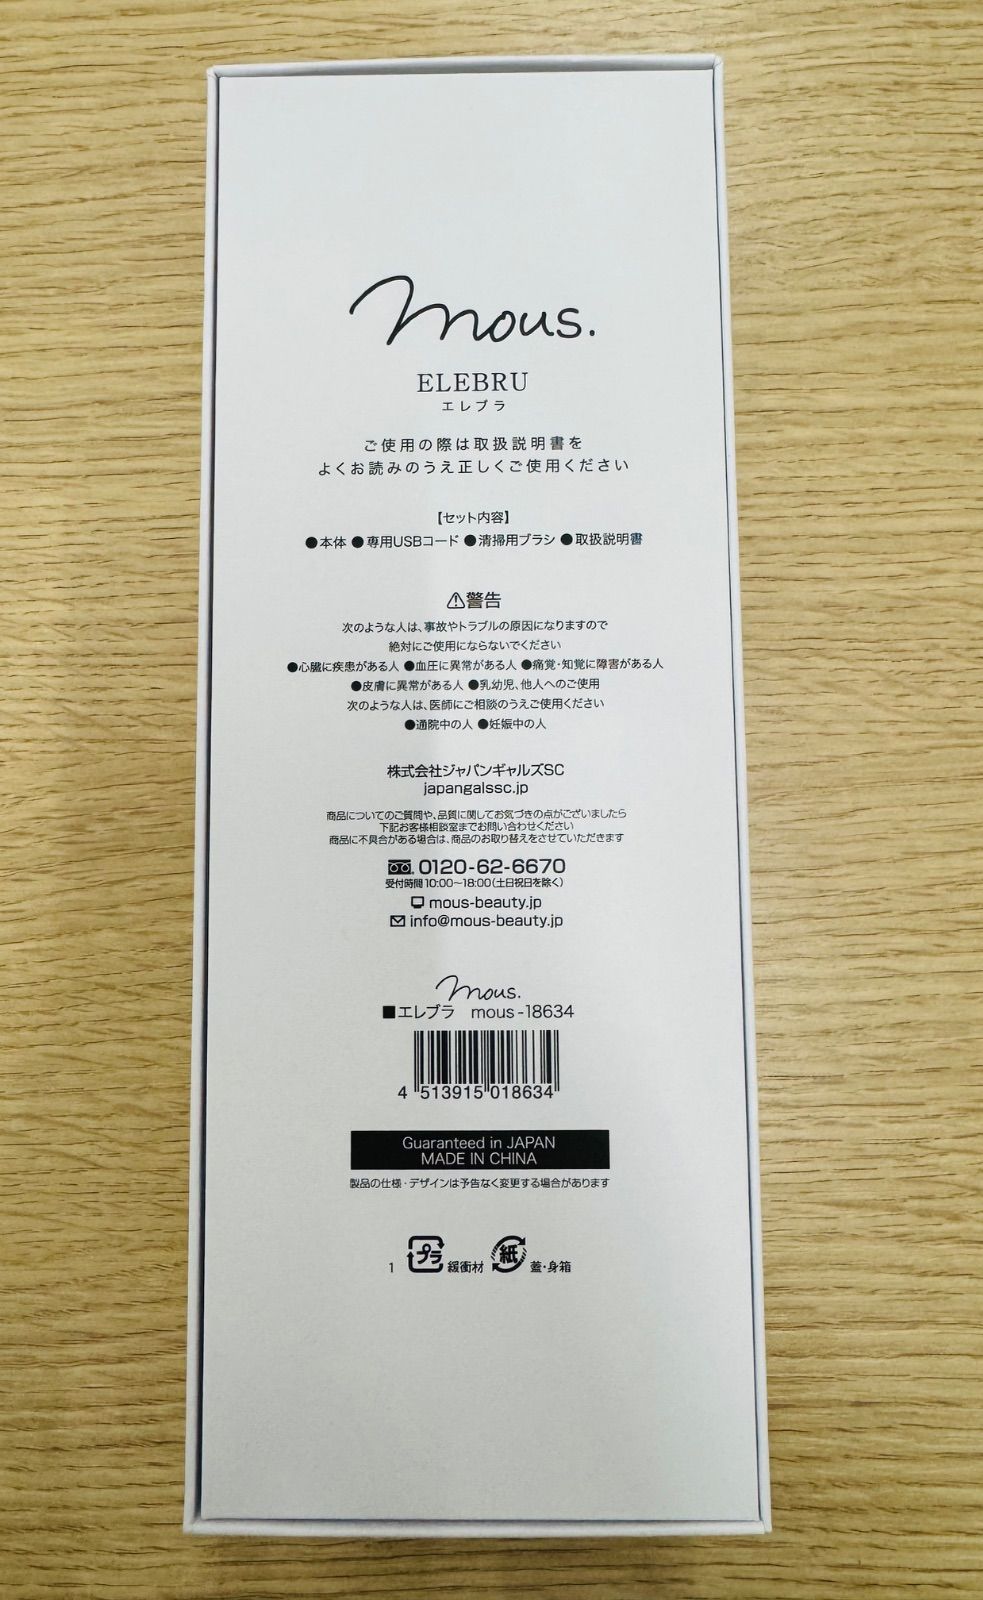 mous.
ELEBRU
エレブラ
ご使用の際は取扱説明書を
よくお読みのうえ正しくご使用ください
【セット内容】
●本体 ●専用USBコード ●清掃用ブラシ ●取扱説明書
⚠警告
次のような人は、事故やトラブルの原因になりますので
絶対にご使用にならないでください
●心臓に疾患がある人 ●血圧に異常がある人 ●痛覚・知覚に障害がある人
●皮膚に異常がある人 ●乳幼児、他人へのご使用
次のような人は、医師にご相談のうえご使用ください
●通院中の人 ●妊娠中の人
株式会社ジャパンギャルズSC
japangalssc.jp
商品についてのご質問や、品質に関してお気づきの点がございましたら
下記お客様相談室までお問い合わせください
商品に不具合がある場合は、商品のお取り替えをさせていただきます
0120-62-6670
受付時間 10:00〜18:00(土日祝日を除く)
mous-beauty.jp
info@mous-beauty.jp
mous.
■エレブラ mous-18634
4 513915 018634
Guaranteed in JAPAN
MADE IN CHINA
製品の仕様・デザインは予告なく変更する場合があります
1 プラ 緩衝材 紙 蓋・身箱